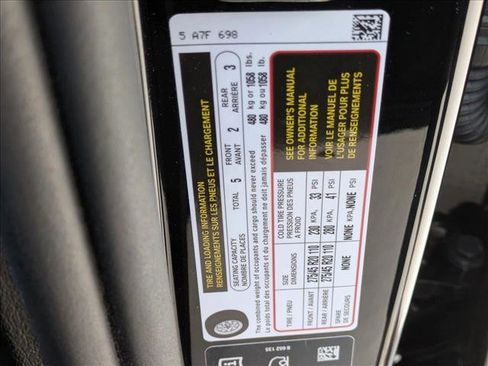 5 A7F 698
TIRE AND LOADING INFORMATION
RENSEIGNEMENTS SUR LES PNEUS ET LE CHARGEMENT
SEATING CAPACITY
NOMBRE DE PLACES
TOTAL 5
FRONT
AVANT 2
REAR
ARRIÈRE 3
The combined weight of occupants and cargo should never exceed 480 kg or 1058 lbs.
Le poids total des occupants et du chargement ne doit jamais dépasser 480 kg ou 1058 lb.
TIRE / PNEU
SIZE
DIMENSIONS
COLD TIRE PRESSURE
PRESSION DES PNEUS
A FROID
FRONT / AVANT 275/45 R20 110 230 KPA, 33 PSI
REAR / ARRIÈRE 275/45 R20 110 280 KPA, 41 PSI
SPARE
DE SECOURS NONE NONE KPA, NONE PSI
SEE OWNER'S MANUAL
FOR ADDITIONAL
INFORMATION
VOIR LE MANUEL DE
L'USAGER POUR PLUS
DE RENSEIGNEMENTS